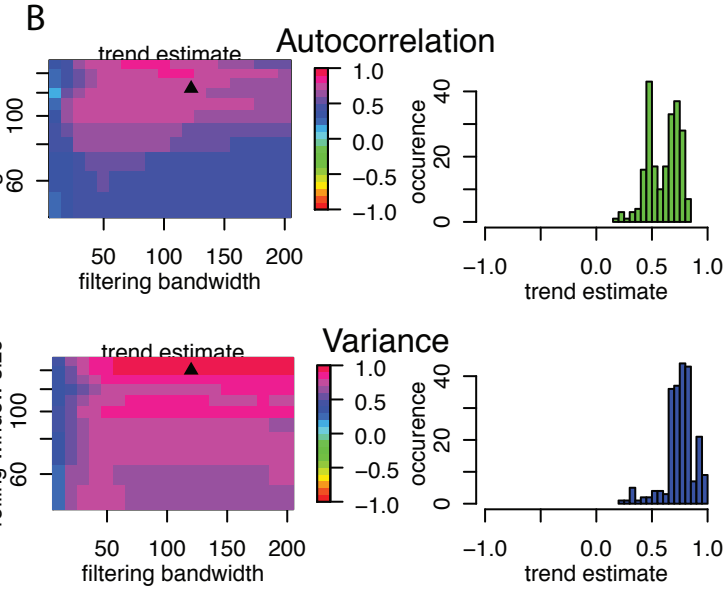 B
Autocorrelation
trend estimate
100
60
50 100 150 200
filtering bandwidth
1.0
0.5
0.0
−0.5
−1.0
occurence
0 20 40
−1.0 0.0 0.5 1.0
trend estimate
Variance
trend estimate
100
60
50 100 150 200
filtering bandwidth
1.0
0.5
0.0
−0.5
−1.0
occurence
0 20 40
−1.0 0.0 0.5 1.0
trend estimate